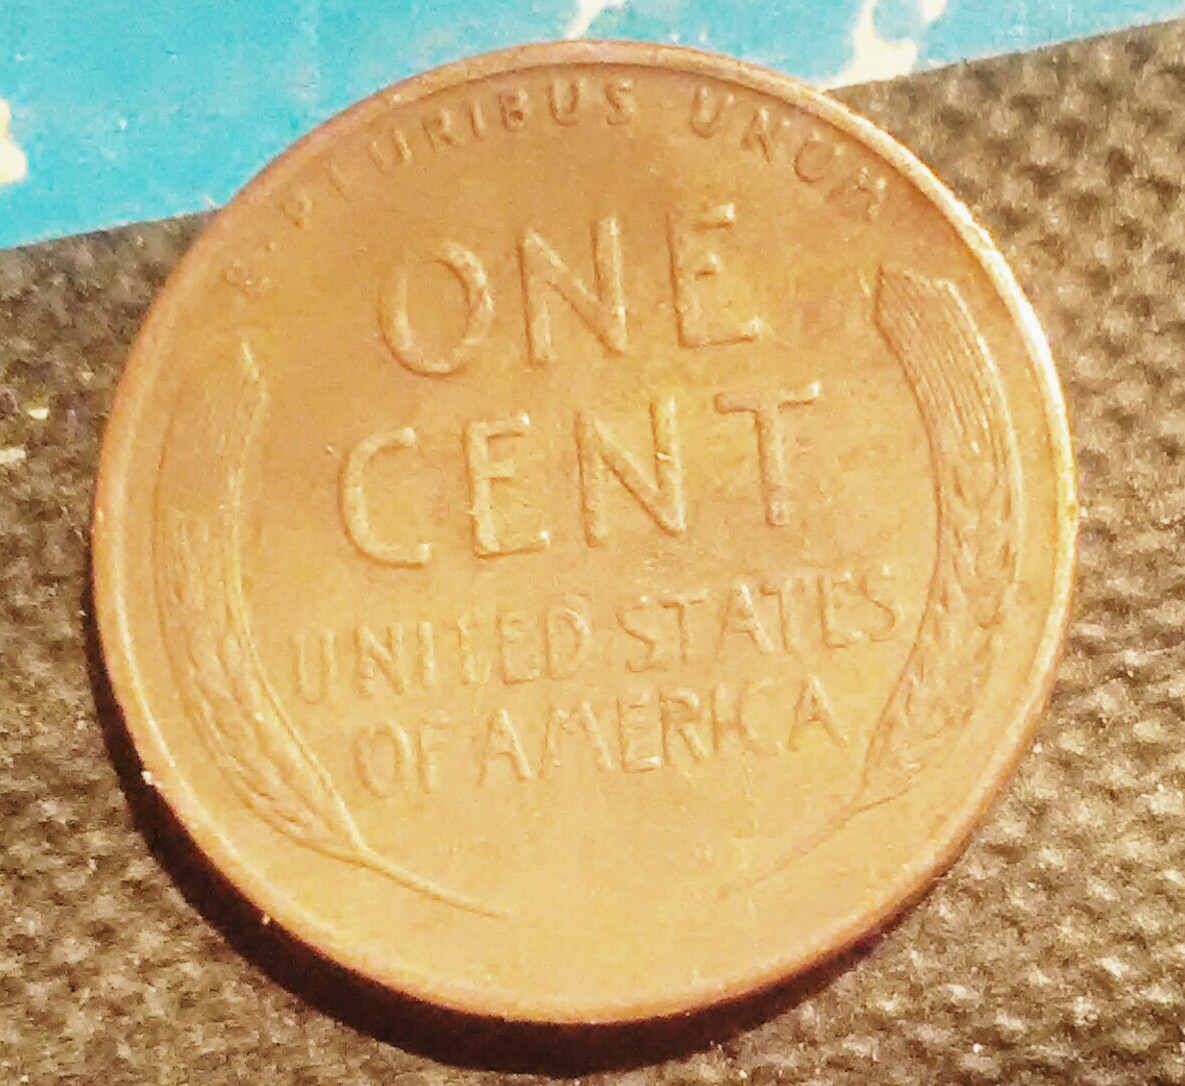 E·PLURIBUS UNUM
ONE
CENT
UNITED STATES
OF AMERICA